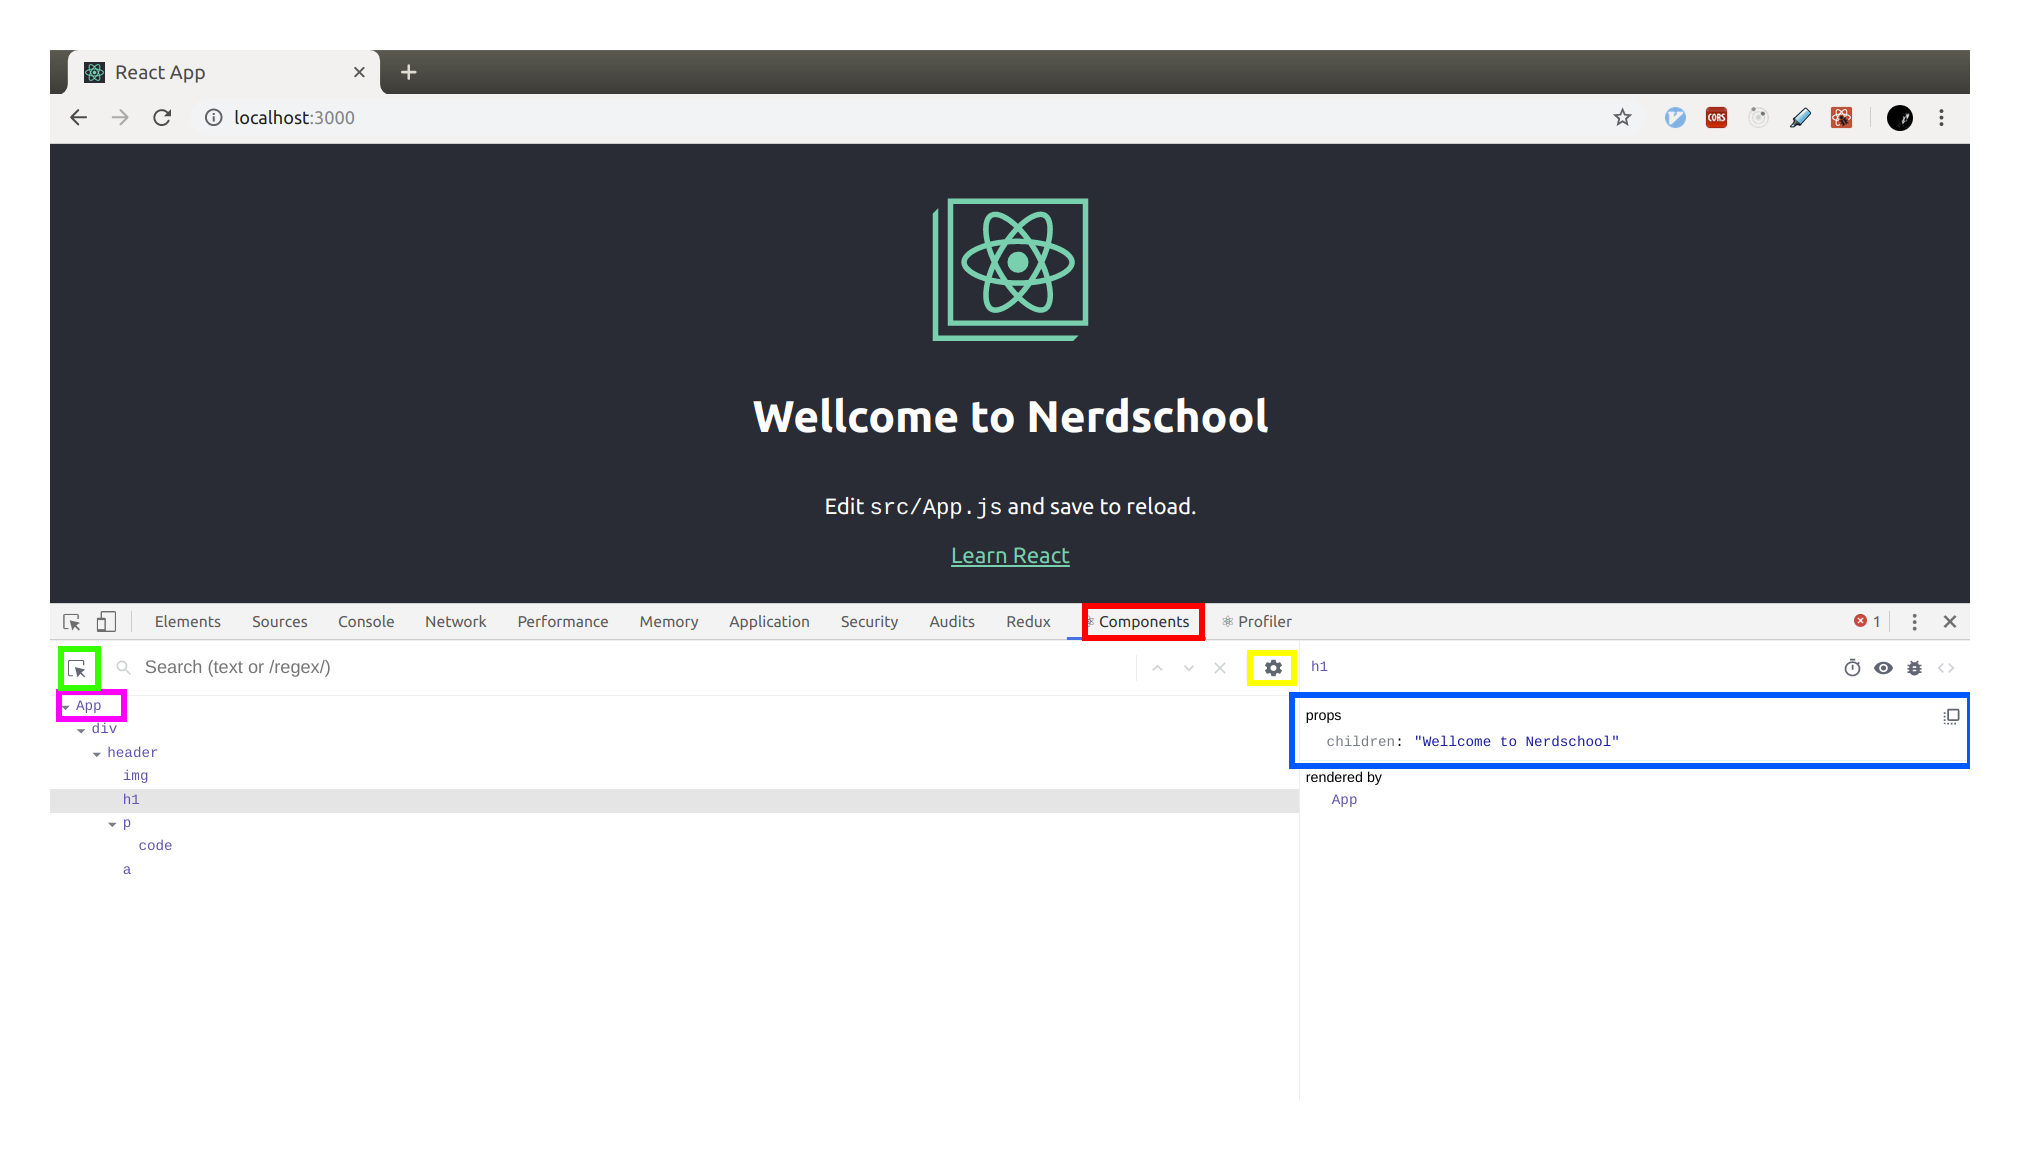 React App
localhost:3000
CORS
Wellcome to Nerdschool
Edit src/App.js and save to reload.
Learn React
Elements Sources Console Network Performance Memory Application Security Audits Redux Components Profiler 1
Search (text or /regex/)
h1
App
div
header
img
h1
p
code
a
props
children: "Wellcome to Nerdschool"
rendered by
App